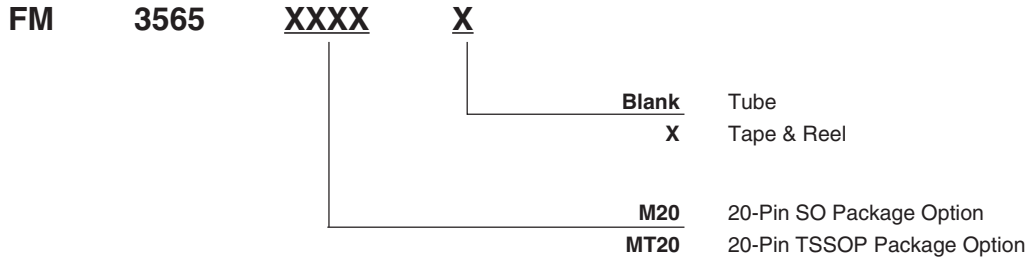 FM 3565 XXXX X
Blank Tube
X Tape & Reel
M20 20-Pin SO Package Option
MT20 20-Pin TSSOP Package Option